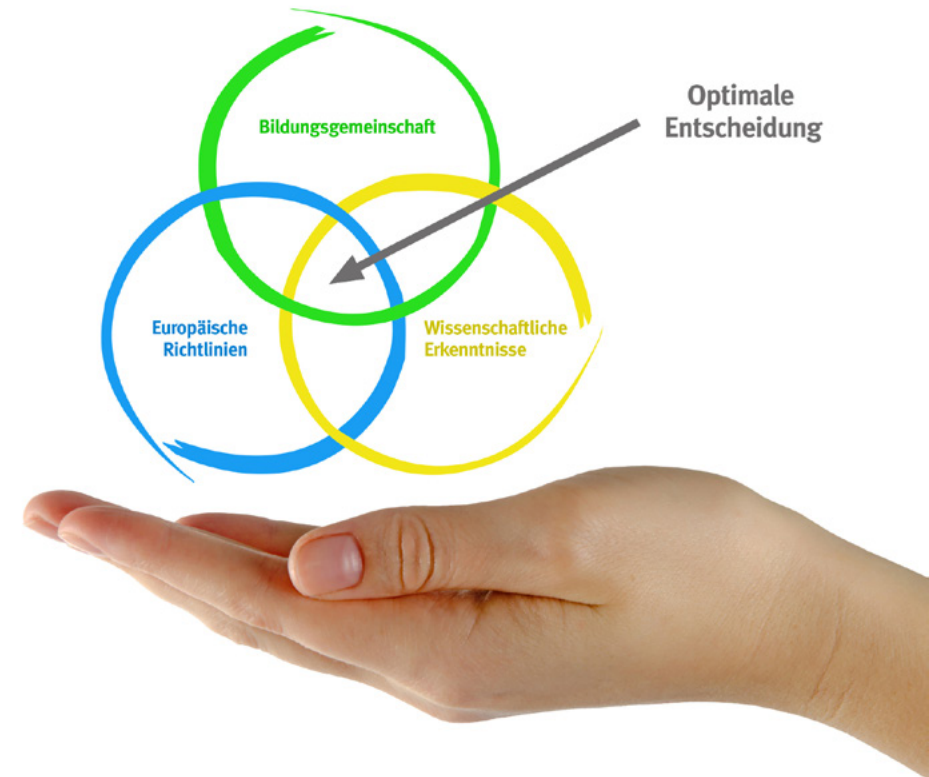 Optimale
Entscheidung
Bildungsgemeinschaft
Europäische
Richtlinien
Wissenschaftliche
Erkenntnisse